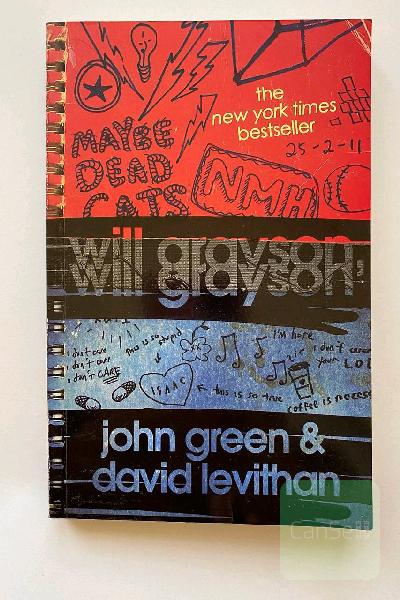 the
new york times
bestseller
25-2-11
MAYBE
DEAD
CATS
NMH
will grayson,
will grayson.
this is so stupid
i'm here
i don't care
i don't care
i don't CARE
i don't care
your LOL
ISAAC
this is so true
coffee is necess
john green &
david levithan
CanSell